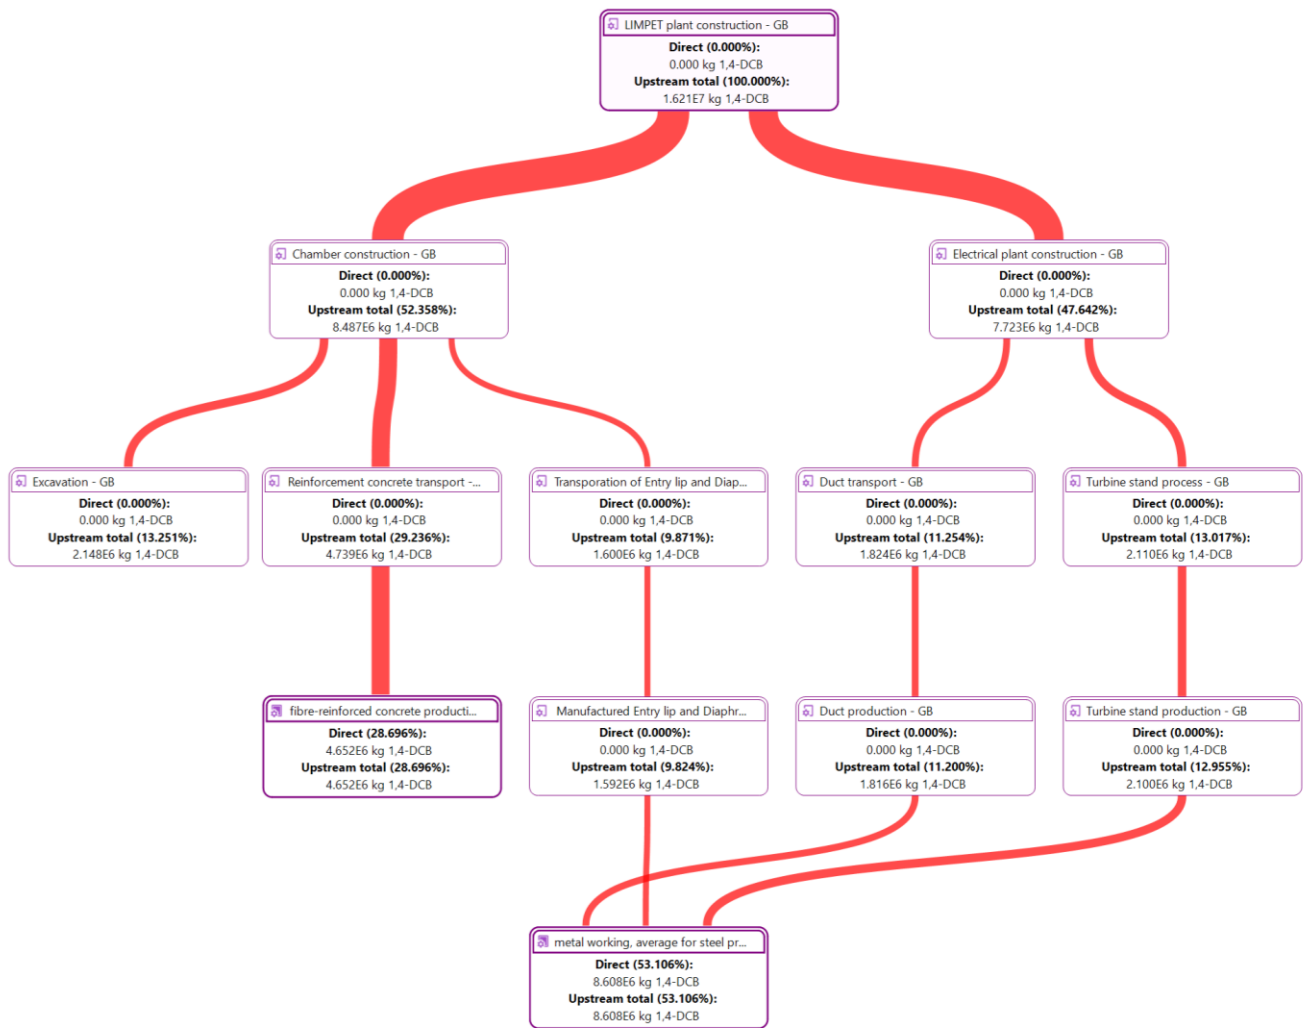 LIMPET plant construction - GB
Direct (0.000%):
0.000 kg 1,4-DCB
Upstream total (100.000%):
1.621E7 kg 1,4-DCB
Chamber construction - GB
Direct (0.000%):
0.000 kg 1,4-DCB
Upstream total (52.358%):
8.487E6 kg 1,4-DCB
Electrical plant construction - GB
Direct (0.000%):
0.000 kg 1,4-DCB
Upstream total (47.642%):
7.723E6 kg 1,4-DCB
Excavation - GB
Direct (0.000%):
0.000 kg 1,4-DCB
Upstream total (13.251%):
2.148E6 kg 1,4-DCB
Reinforcement concrete transport -...
Direct (0.000%):
0.000 kg 1,4-DCB
Upstream total (29.236%):
4.739E6 kg 1,4-DCB
Transporation of Entry lip and Diap...
Direct (0.000%):
0.000 kg 1,4-DCB
Upstream total (9.871%):
1.600E6 kg 1,4-DCB
Duct transport - GB
Direct (0.000%):
0.000 kg 1,4-DCB
Upstream total (11.254%):
1.824E6 kg 1,4-DCB
Turbine stand process - GB
Direct (0.000%):
0.000 kg 1,4-DCB
Upstream total (13.017%):
2.110E6 kg 1,4-DCB
fibre-reinforced concrete producti...
Direct (28.696%):
4.652E6 kg 1,4-DCB
Upstream total (28.696%):
4.652E6 kg 1,4-DCB
Manufactured Entry lip and Diaphr...
Direct (0.000%):
0.000 kg 1,4-DCB
Upstream total (9.824%):
1.592E6 kg 1,4-DCB
Duct production - GB
Direct (0.000%):
0.000 kg 1,4-DCB
Upstream total (11.200%):
1.816E6 kg 1,4-DCB
Turbine stand production - GB
Direct (0.000%):
0.000 kg 1,4-DCB
Upstream total (12.955%):
2.100E6 kg 1,4-DCB
metal working, average for steel pr...
Direct (53.106%):
8.608E6 kg 1,4-DCB
Upstream total (53.106%):
8.608E6 kg 1,4-DCB